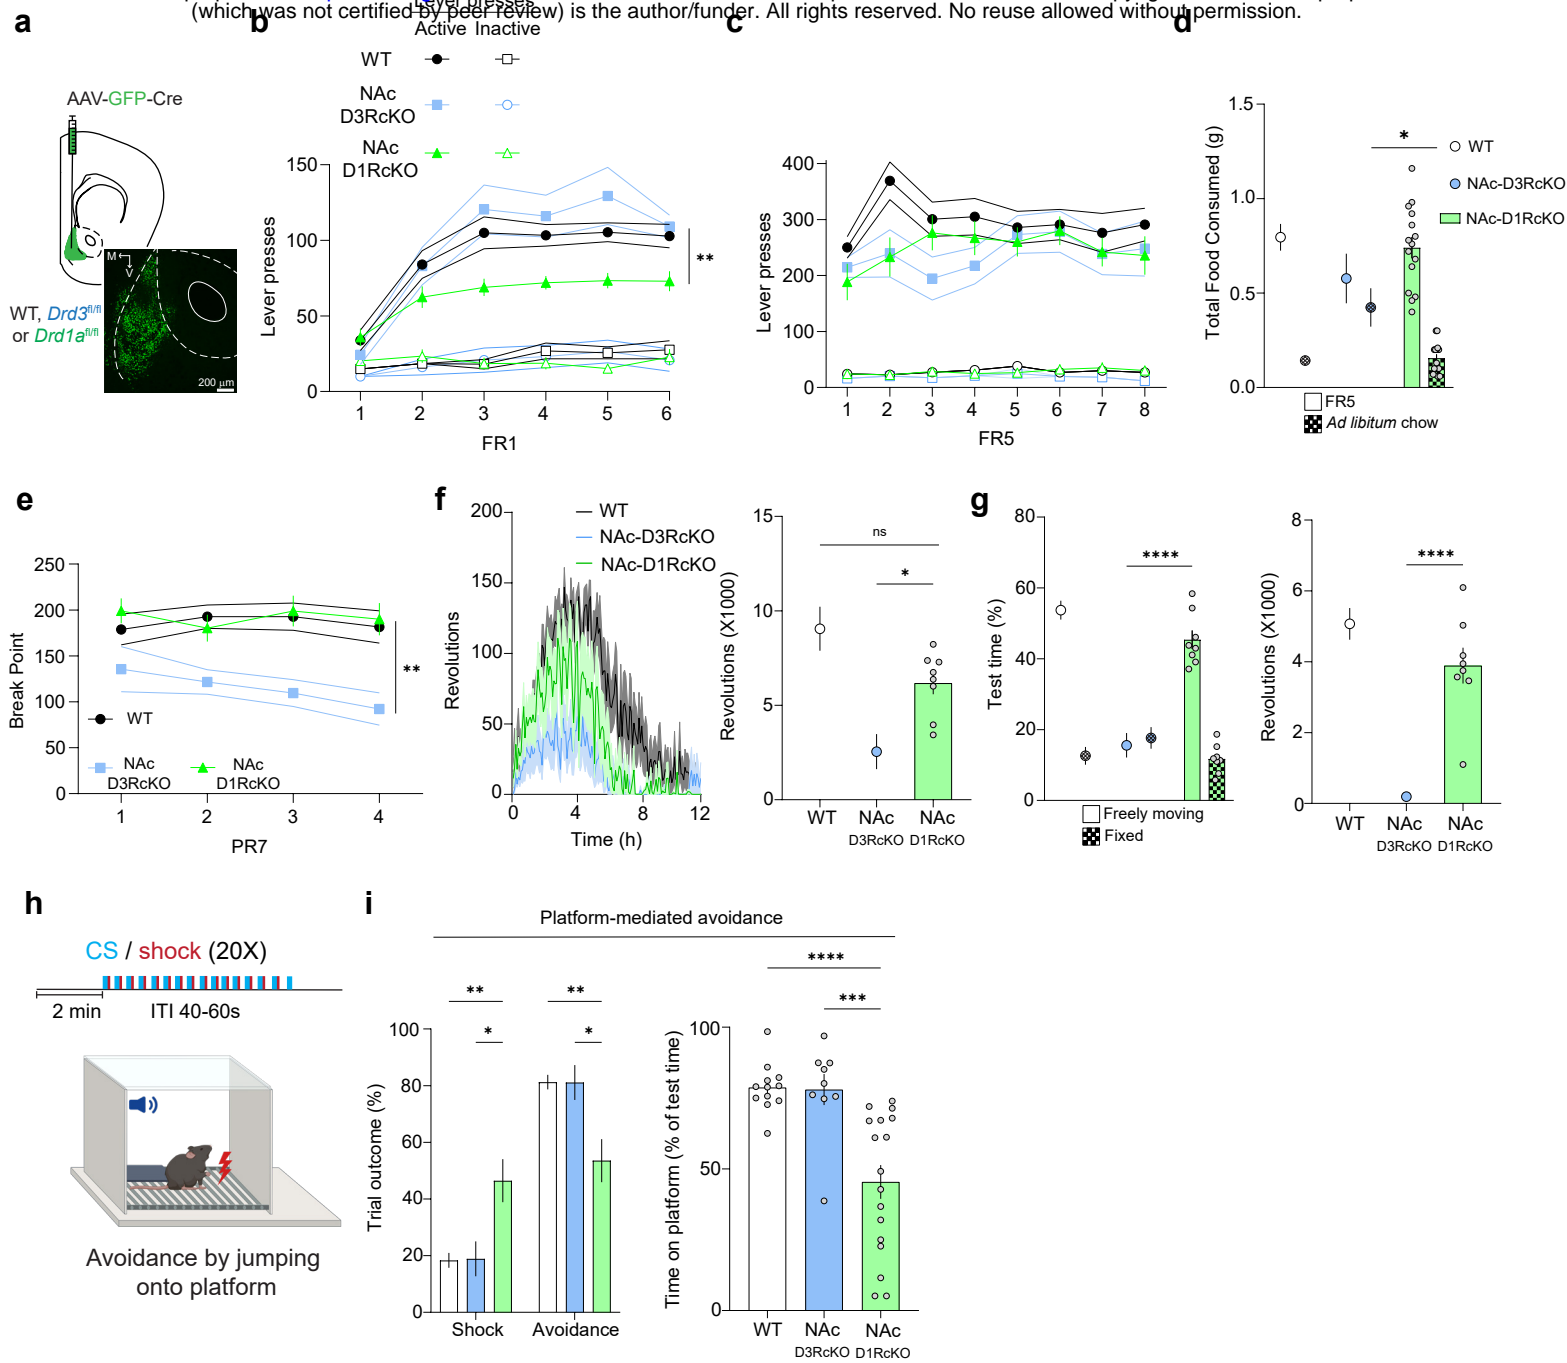 (which was not certified by peer review) is the author/funder. All rights reserved. No reuse allowed without permission.
a
AAV-GFP-Cre
WT, Drd3fl/fl
or Drd1afl/fl
M
V
200 µm
b
Lever presses
Active Inactive
WT
NAc
D3RcKO
NAc
D1RcKO
Lever presses
150
100
50
0
1 2 3 4 5 6
FR1
**
c
Lever presses
400
300
200
100
0
1 2 3 4 5 6 7 8
FR5
d
Total Food Consumed (g)
1.5
1.0
0.5
0.0
*
WT
NAc-D3RcKO
NAc-D1RcKO
FR5
Ad libitum chow
e
Break Point
250
200
150
100
50
0
WT
NAc
D3RcKO
NAc
D1RcKO
**
1 2 3 4
PR7
f
Revolutions
200
150
100
50
0
WT
NAc-D3RcKO
NAc-D1RcKO
0 4 8 12
Time (h)
Revolutions (X1000)
15
10
5
0
ns
*
WT NAc NAc
D3RcKO D1RcKO
g
Test time (%)
80
60
40
20
0
****
Freely moving
Fixed
Revolutions (X1000)
8
6
4
2
0
****
WT NAc NAc
D3RcKO D1RcKO
h
CS / shock (20X)
2 min ITI 40-60s
Avoidance by jumping
onto platform
i
Platform-mediated avoidance
Trial outcome (%)
100
80
60
40
20
0
** **
* *
Shock Avoidance
Time on platform (% of test time)
100
50
0
****
***
WT NAc NAc
D3RcKO D1RcKO